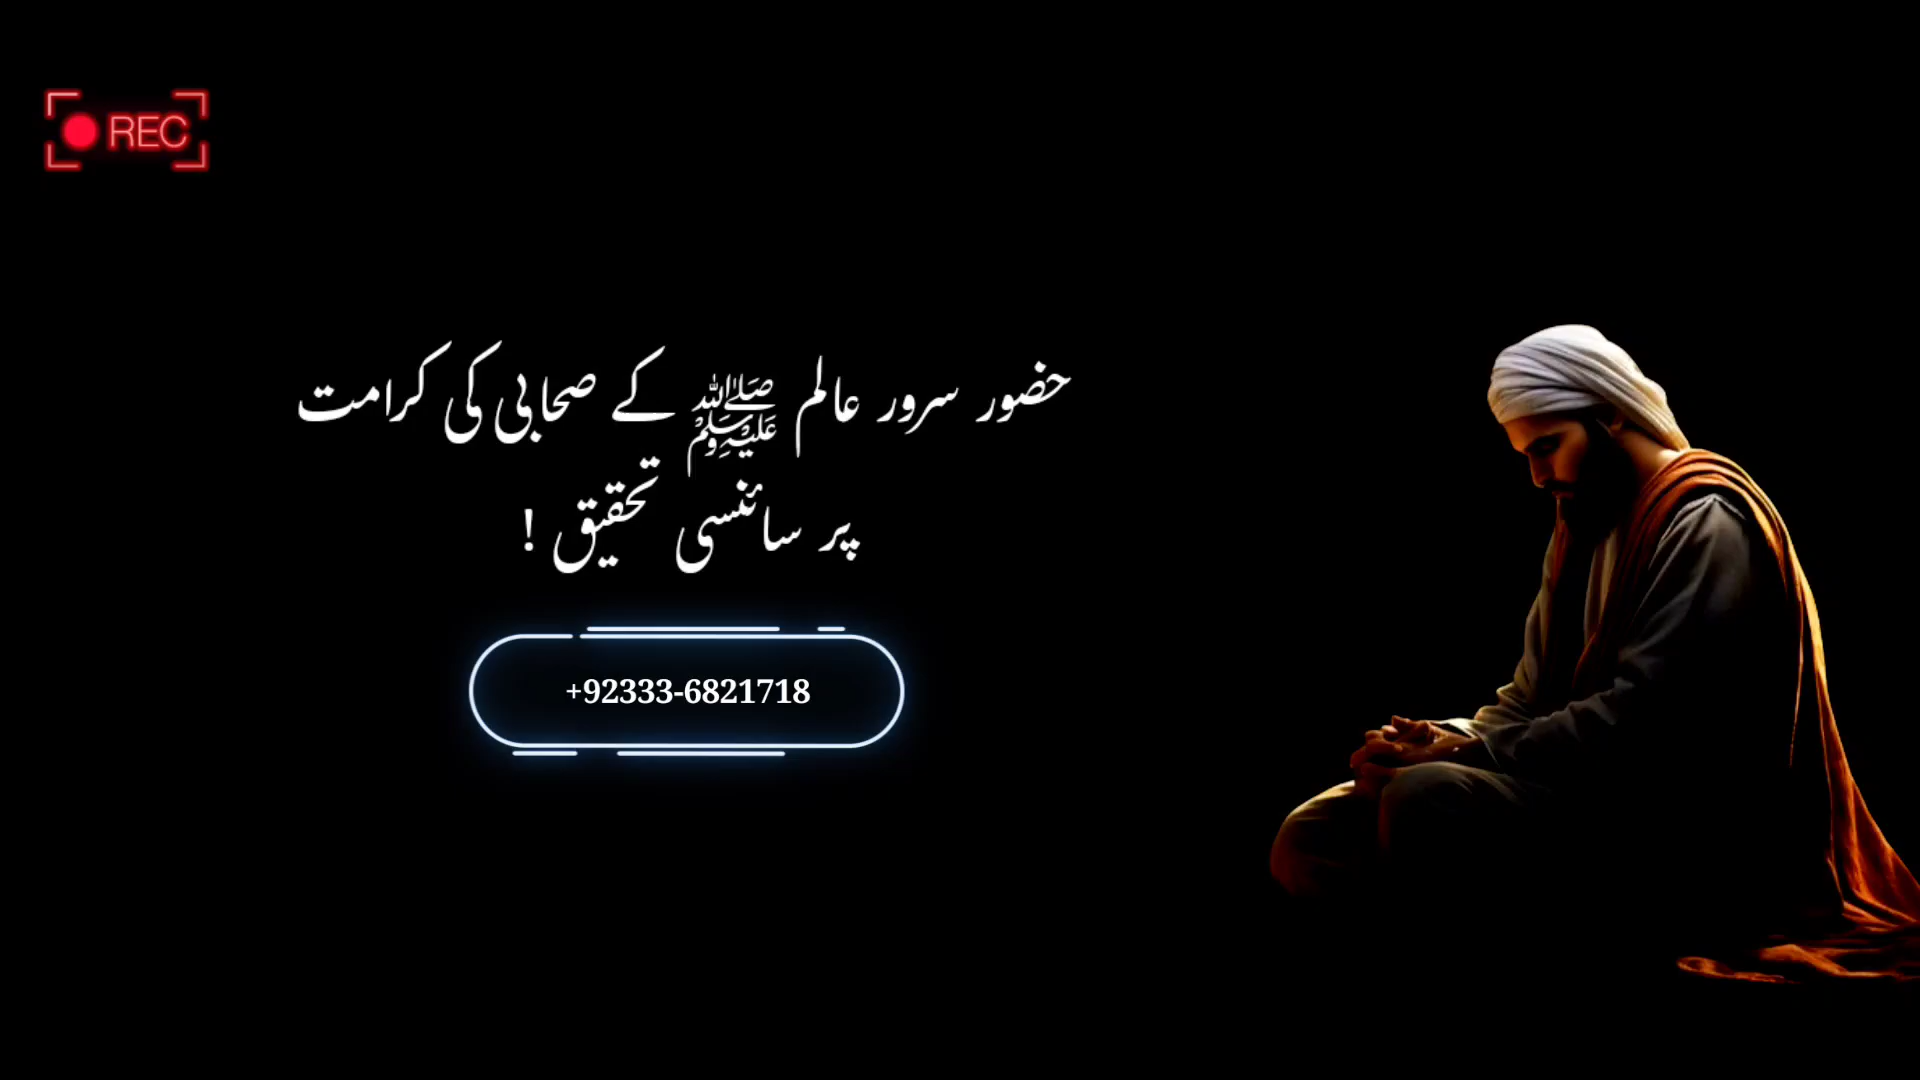 REC
حضور سرور عالم ﷺ کے صحابی کی کرامت
پر سائنسی تحقیق !
+92333-6821718